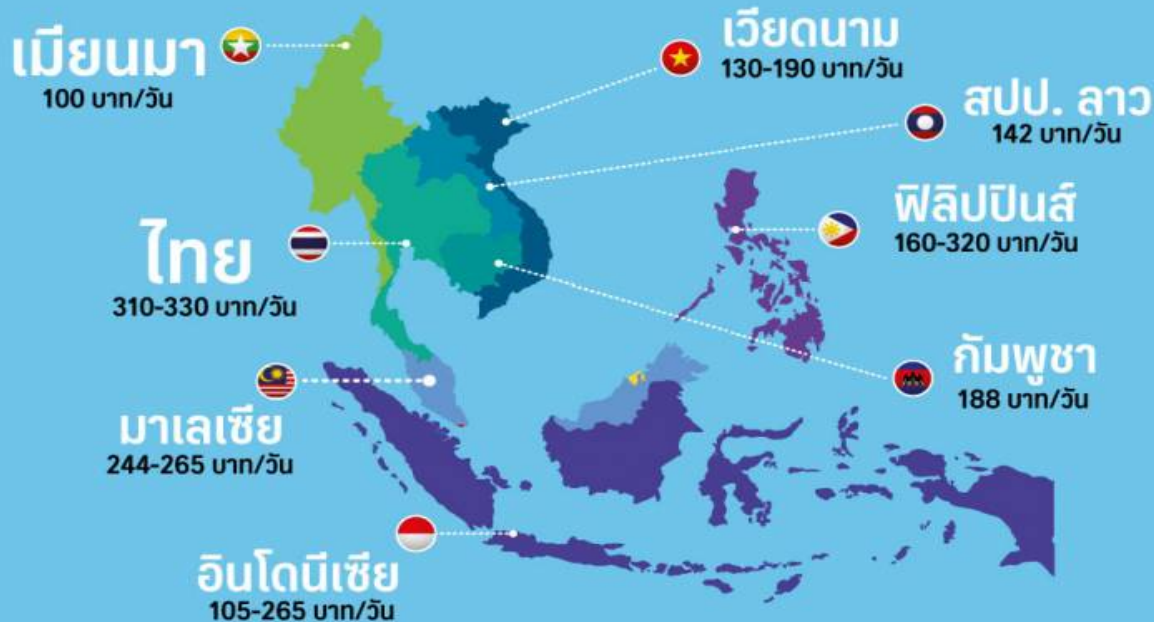 เมียนมา
100 บาท/วัน
เวียดนาม
130-190 บาท/วัน
สปป. ลาว
142 บาท/วัน
ฟิลิปปินส์
160-320 บาท/วัน
ไทย
310-330 บาท/วัน
กัมพูชา
188 บาท/วัน
มาเลเซีย
244-265 บาท/วัน
อินโดนีเซีย
105-265 บาท/วัน